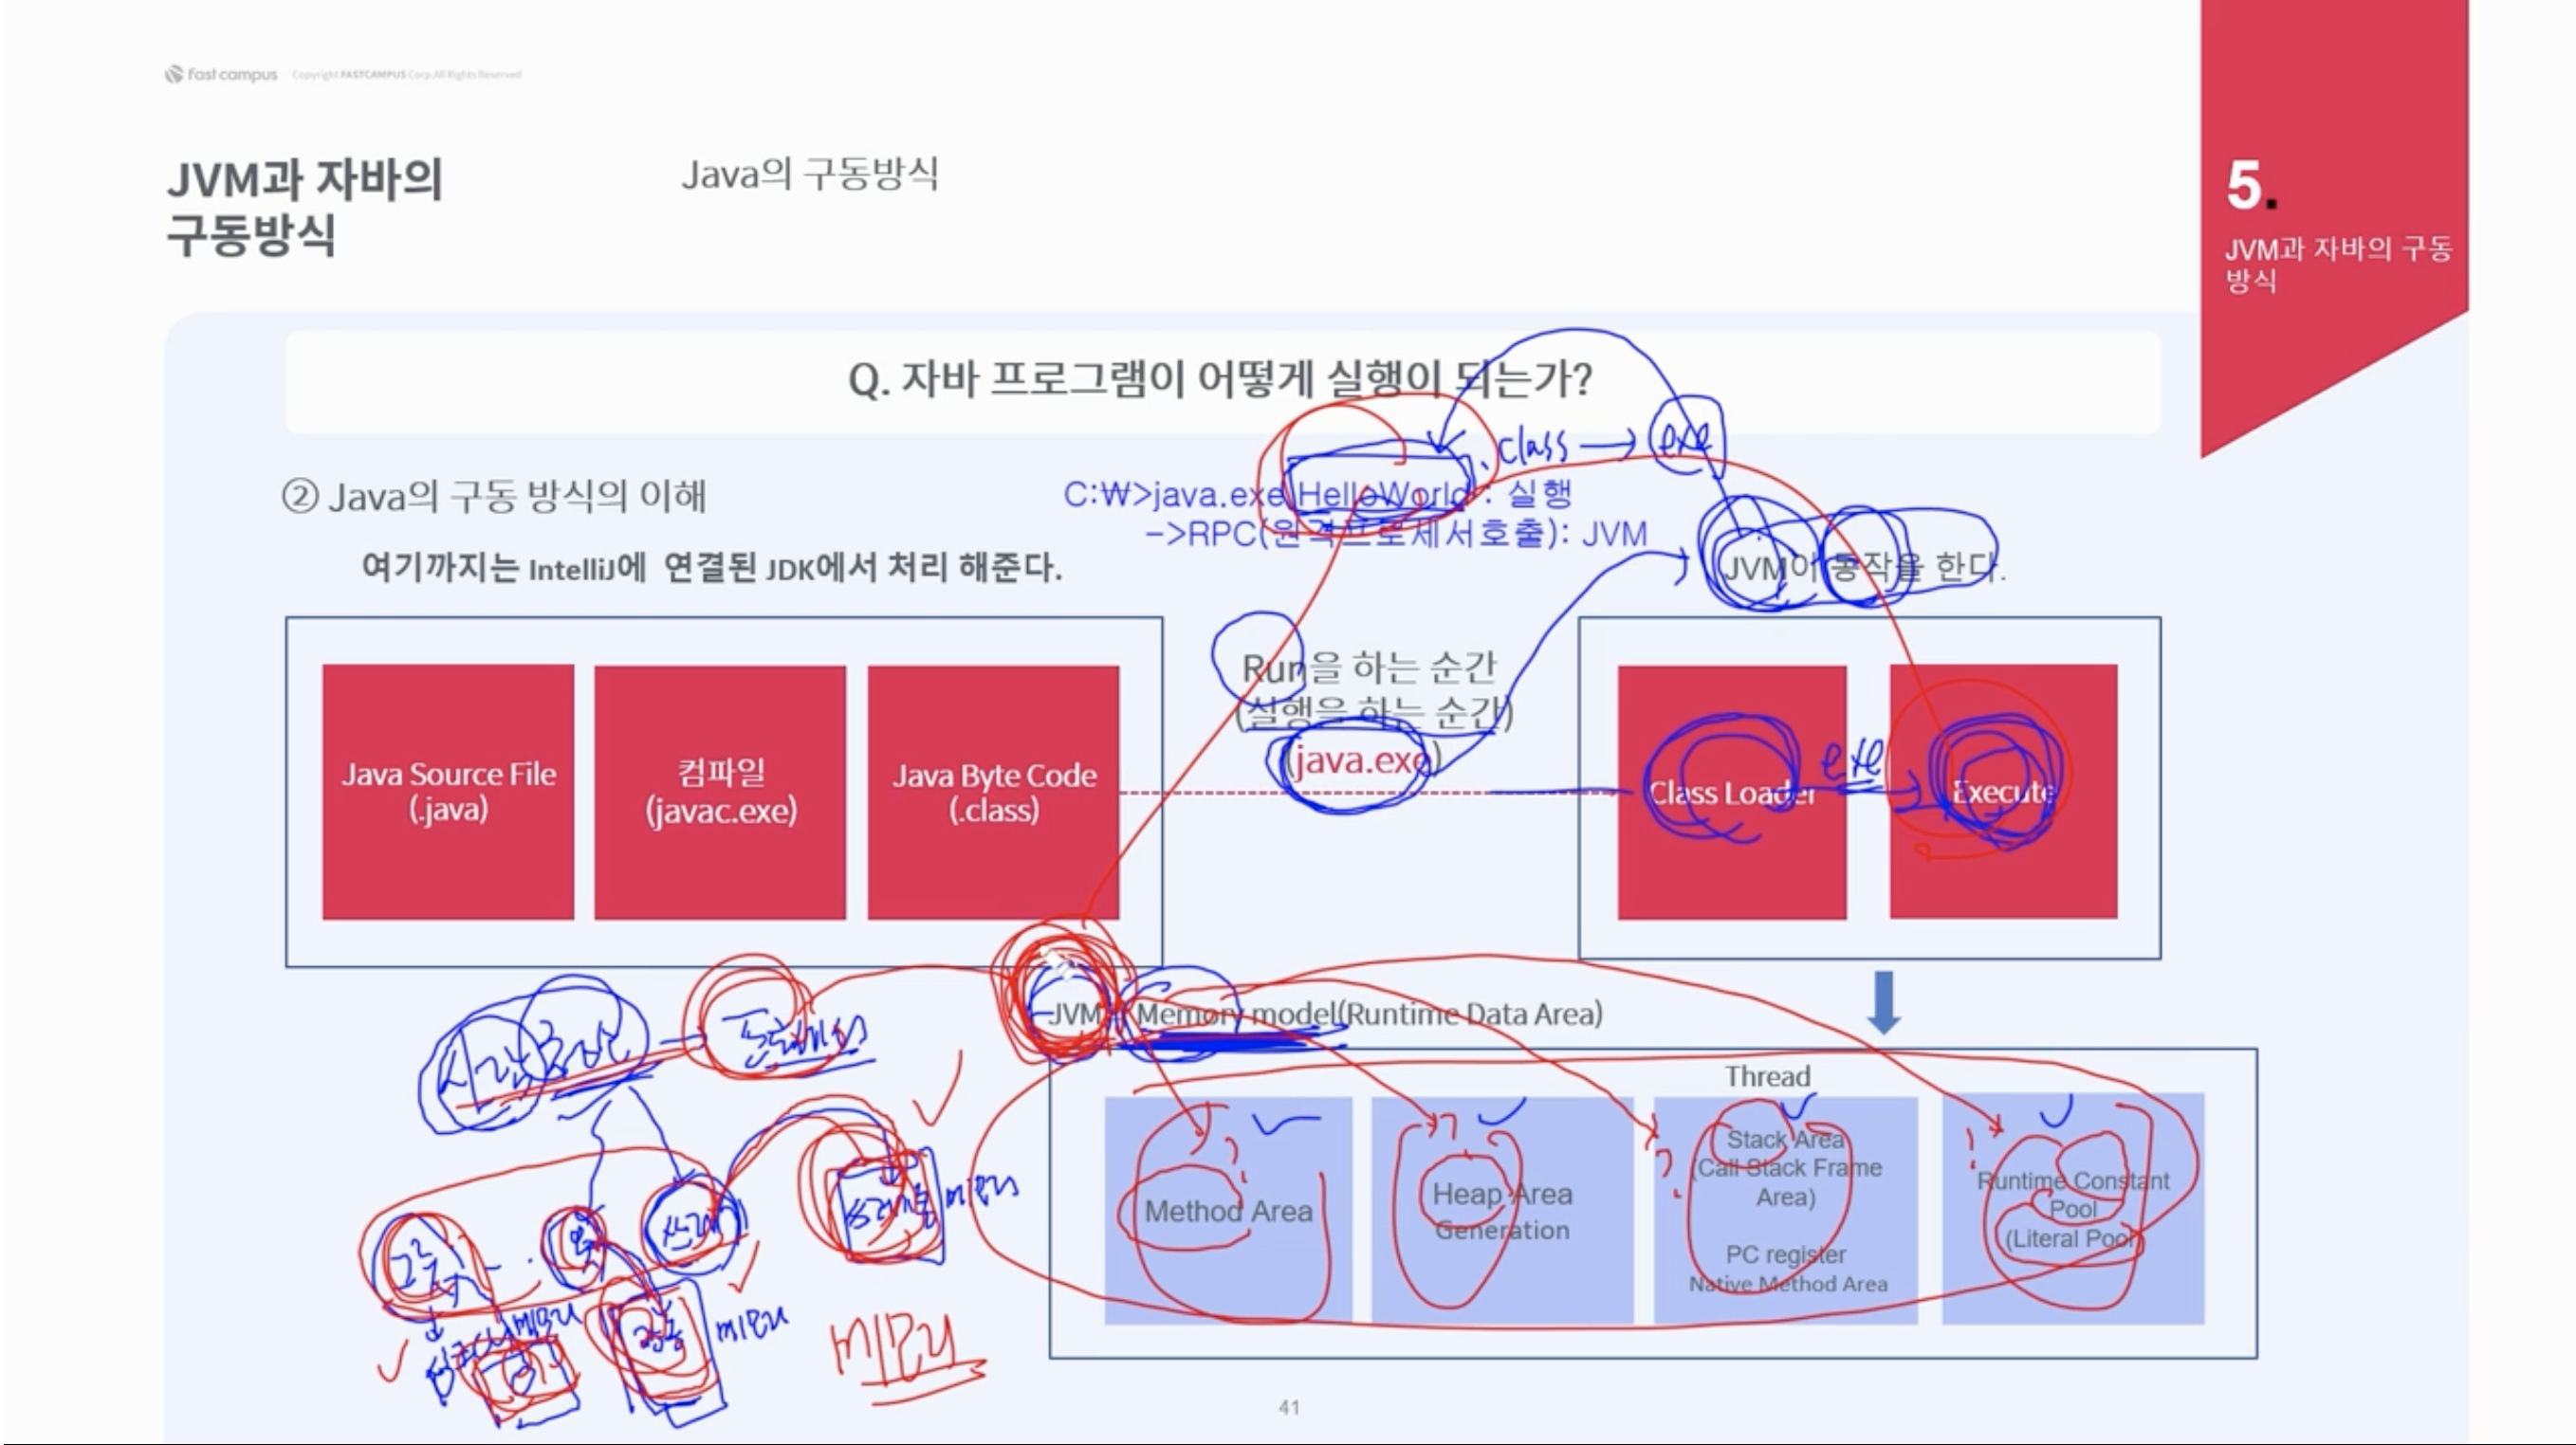 fast campus Copyright FASTCAMPUS Corp.All Rights Reserved
JVM과 자바의
구동방식
Java의 구동방식
5.
JVM과 자바의 구동
방식
Q. 자바 프로그램이 어떻게 실행이 되는가?
.class → exe
② Java의 구동 방식의 이해
C:₩>java.exe HelloWorld : 실행
->RPC(원격프로세서호출): JVM
여기까지는 IntelliJ에 연결된 JDK에서 처리 해준다.
JVM이 동작을 한다.
Run을 하는 순간
(실행을 하는 순간)
(java.exe)
Java Source File
(.java)
컴파일
(javac.exe)
Java Byte Code
(.class)
Class Loader
exe
Execute
JVM Memory model(Runtime Data Area)
Thread
Method Area
Heap Area
Generation
Stack Area
(Call Stack Frame
Area)
PC register
Native Method Area
Runtime Constant
Pool
(Literal Pool)
메모리
메모리
메모리
41